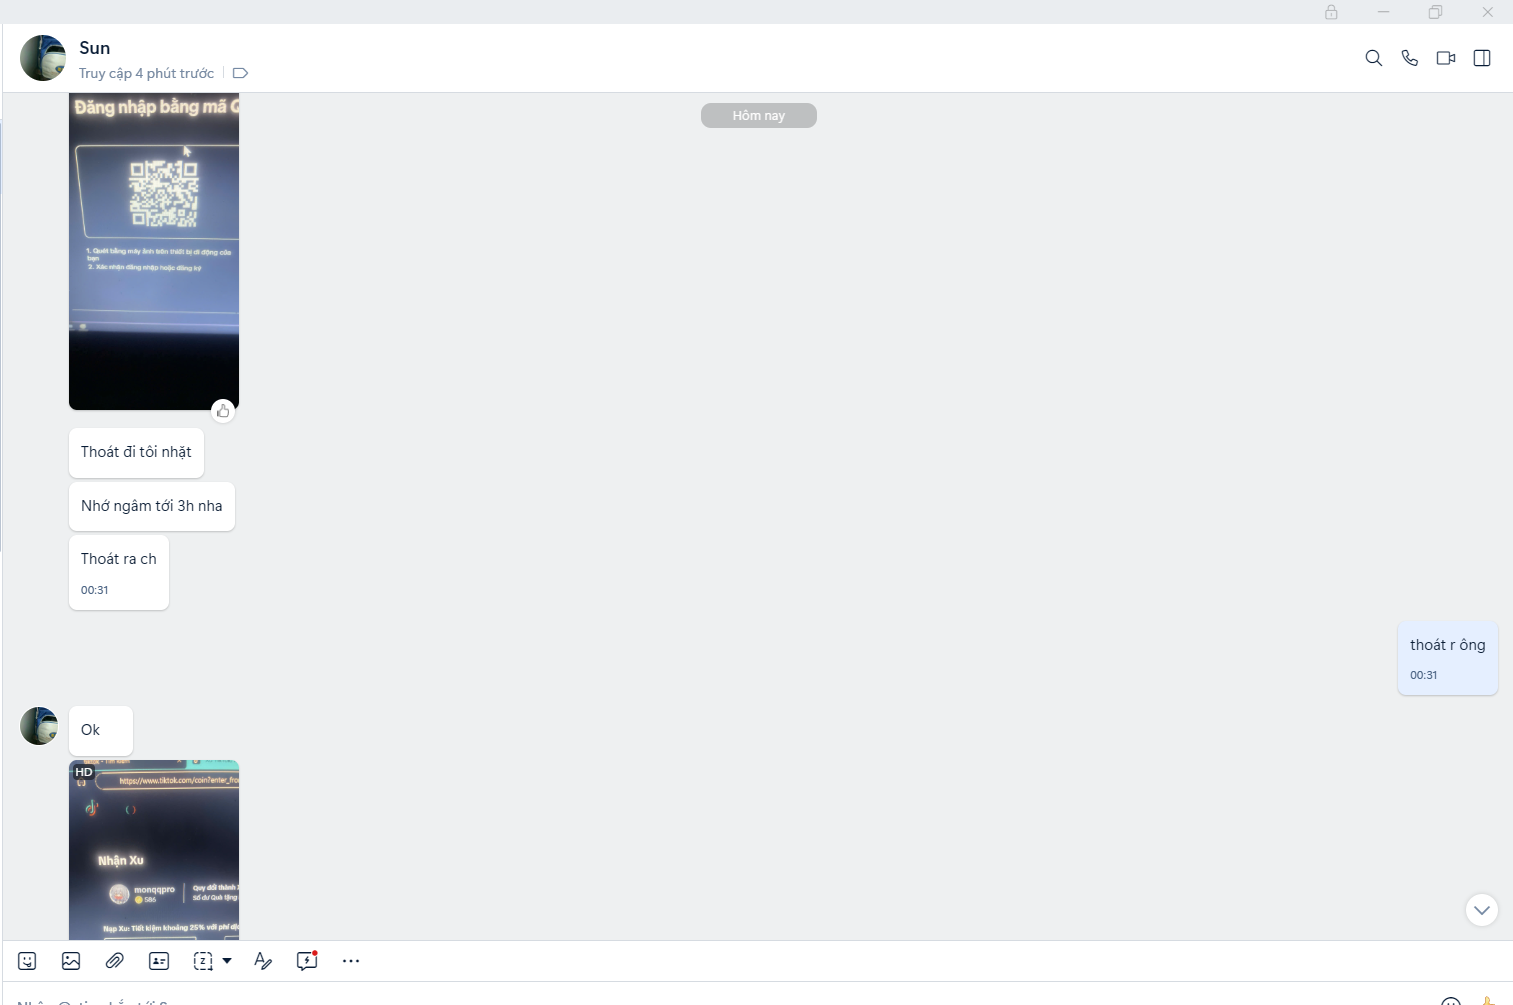 Sun
Truy cập 4 phút trước
Hôm nay
Đăng nhập bằng mã
1. Quét bằng máy ảnh trên thiết bị di động của
bạn
2. Xác nhận đăng nhập hoặc đăng ký
Thoát đi tôi nhặt
Nhớ ngâm tới 3h nha
Thoát ra ch
00:31
thoát r ông
00:31
Ok
HD
https://www.tiktok.com/coin?enter_fro
Nhận Xu
monqqpro
586
Quy đổi thành
Số dư Quà tặng
Nạp Xu: Tiết kiệm khoảng 25% với phí dị